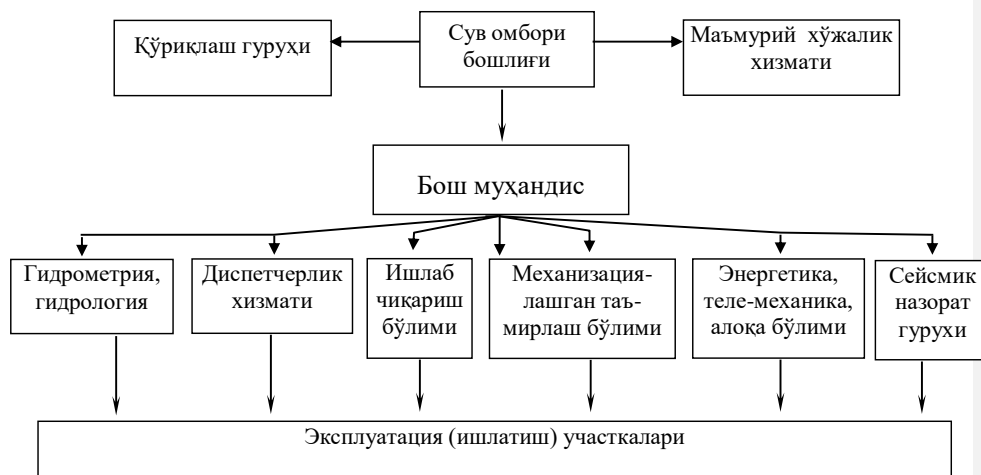 Қўриқлаш гуруҳи
Сув омбори
бошлиғи
Маъмурий хўжалик
хизмати
Бош муҳандис
Гидрометрия,
гидрология
Диспетчерлик
хизмати
Ишлаб
чиқариш
бўлими
Механизация-
лашган таъ-
мирлаш бўлими
Энергетика,
теле-механика,
алоқа бўлими
Сейсмик
назорат
гурухи
Эксплуатация (ишлатиш) участкалари